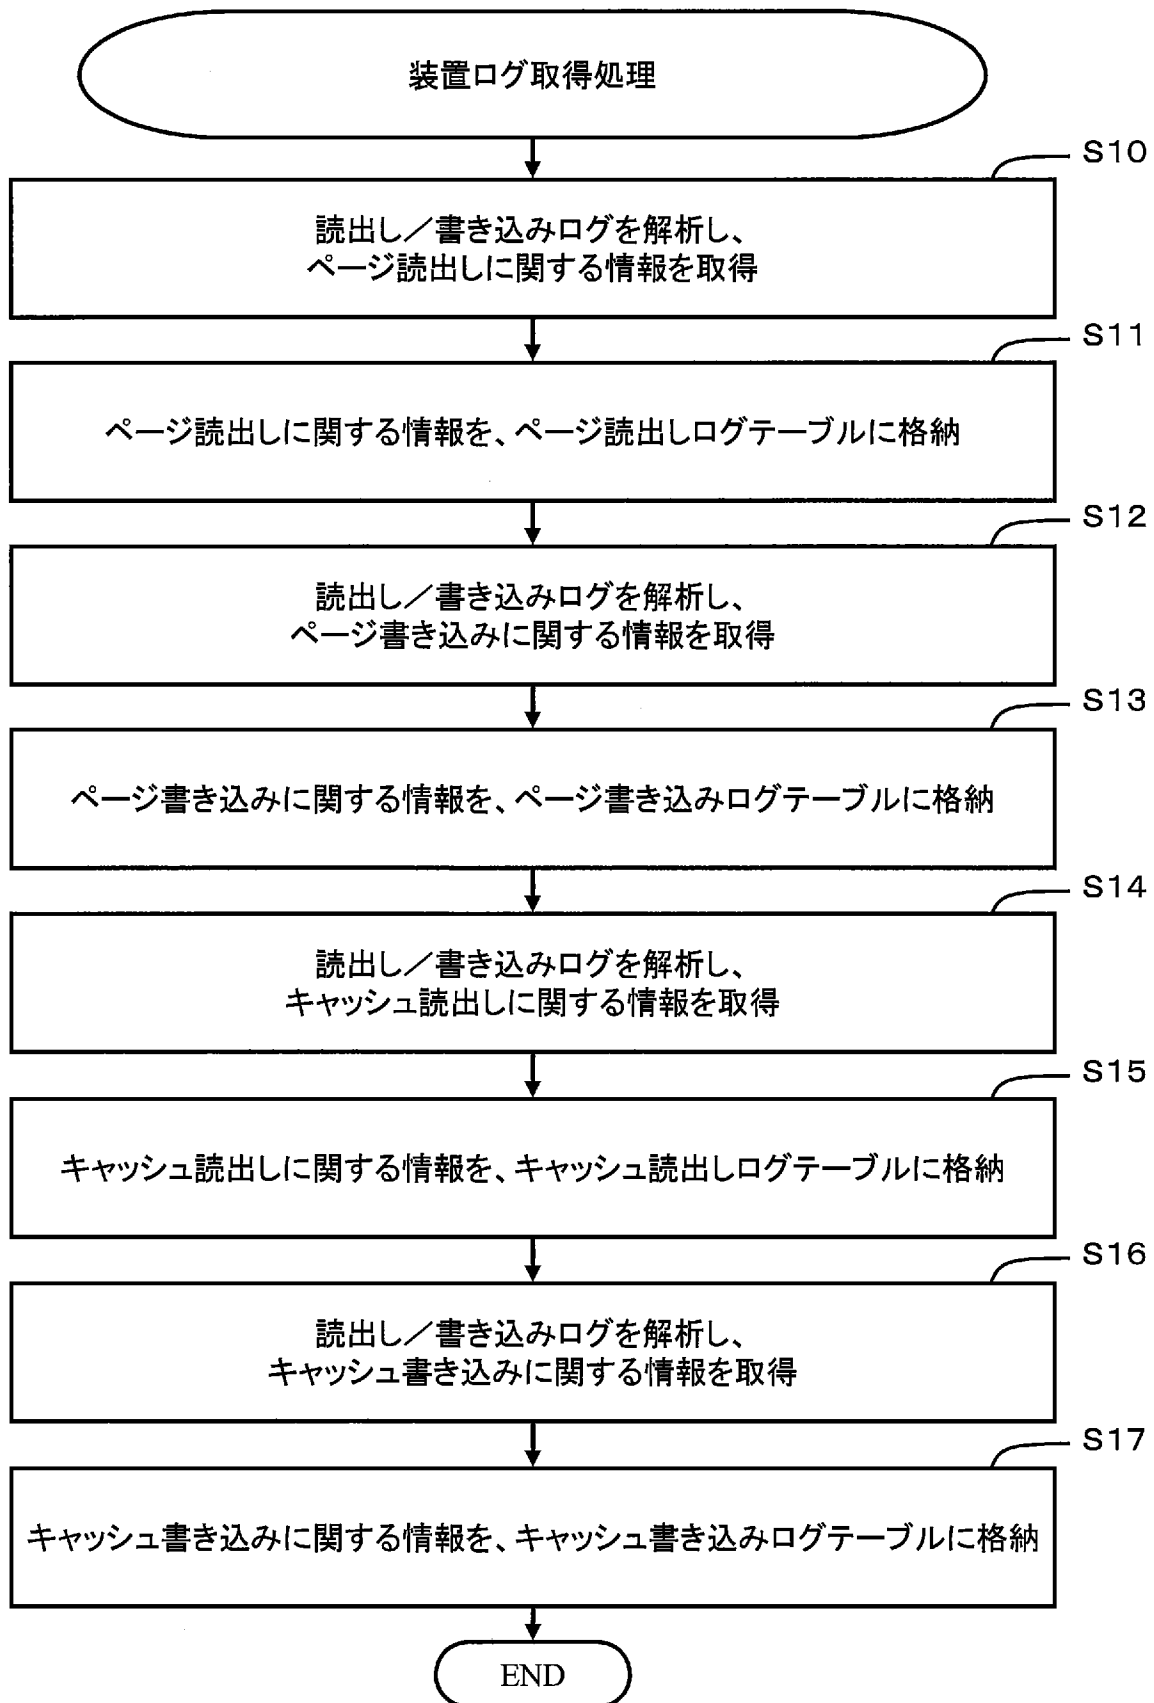 装置ログ取得処理
S10
読出し／書き込みログを解析し、
ページ読出しに関する情報を取得
S11
ページ読出しに関する情報を、ページ読出しログテーブルに格納
S12
読出し／書き込みログを解析し、
ページ書き込みに関する情報を取得
S13
ページ書き込みに関する情報を、ページ書き込みログテーブルに格納
S14
読出し／書き込みログを解析し、
キャッシュ読出しに関する情報を取得
S15
キャッシュ読出しに関する情報を、キャッシュ読出しログテーブルに格納
S16
読出し／書き込みログを解析し、
キャッシュ書き込みに関する情報を取得
S17
キャッシュ書き込みに関する情報を、キャッシュ書き込みログテーブルに格納
END